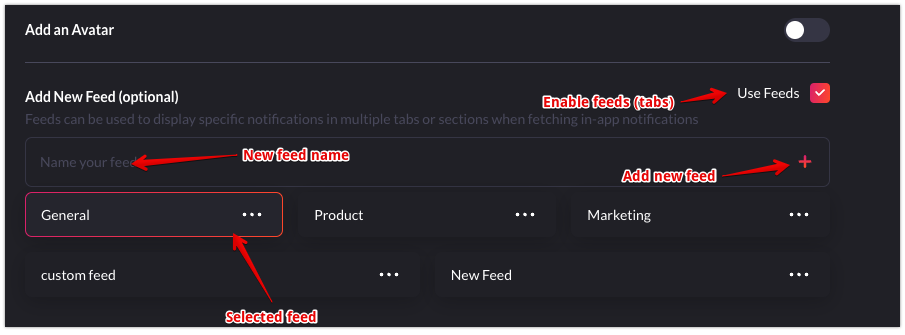 Add an Avatar
Add New Feed (optional)
Use Feeds
Enable feeds (tabs)
Feeds can be used to display specific notifications in multiple tabs or sections when fetching in-app notifications
Name your feed
New feed name
Add new feed
General
Product
Marketing
custom feed
New Feed
Selected feed